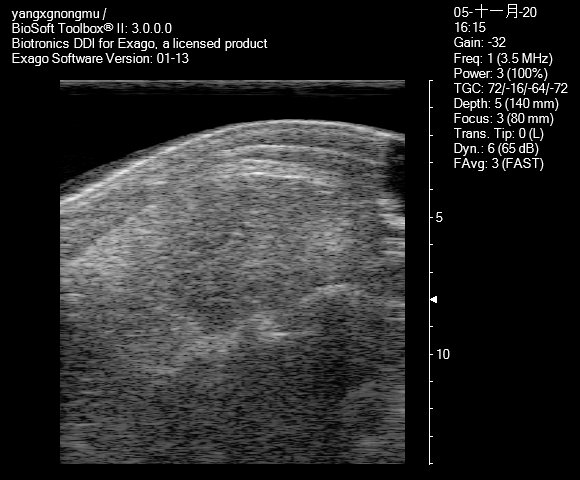 yangxgnongmu /
BioSoft Toolbox® II: 3.0.0.0
Biotronics DDI for Exago, a licensed product
Exago Software Version: 01-13
05-十一月-20
16:15
Gain: -32
Freq: 1 (3.5 MHz)
Power: 3 (100%)
TGC: 72/-16/-64/-72
Depth: 5 (140 mm)
Focus: 3 (80 mm)
Trans. Tip: 0 (L)
Dyn.: 6 (65 dB)
FAvg: 3 (FAST)
5
10